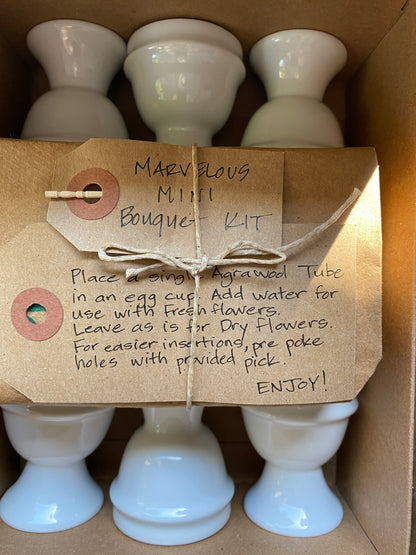 MARVELOUS
MINI
Bouquet KIT
Place a single Agrawool Tube
in an egg cup. Add water for
use with Fresh flowers.
Leave as is for Dry Flowers.
For easier insertions, pre poke
holes with provided pick.
ENJOY!